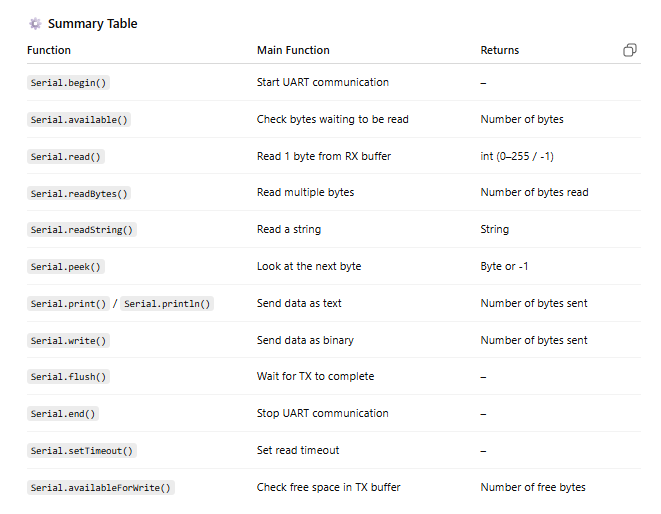 ⚙️ Summary Table
Function Main Function Returns
Serial.begin() Start UART communication –
Serial.available() Check bytes waiting to be read Number of bytes
Serial.read() Read 1 byte from RX buffer int (0–255 / -1)
Serial.readBytes() Read multiple bytes Number of bytes read
Serial.readString() Read a string String
Serial.peek() Look at the next byte Byte or -1
Serial.print() / Serial.println() Send data as text Number of bytes sent
Serial.write() Send data as binary Number of bytes sent
Serial.flush() Wait for TX to complete –
Serial.end() Stop UART communication –
Serial.setTimeout() Set read timeout –
Serial.availableForWrite() Check free space in TX buffer Number of free bytes